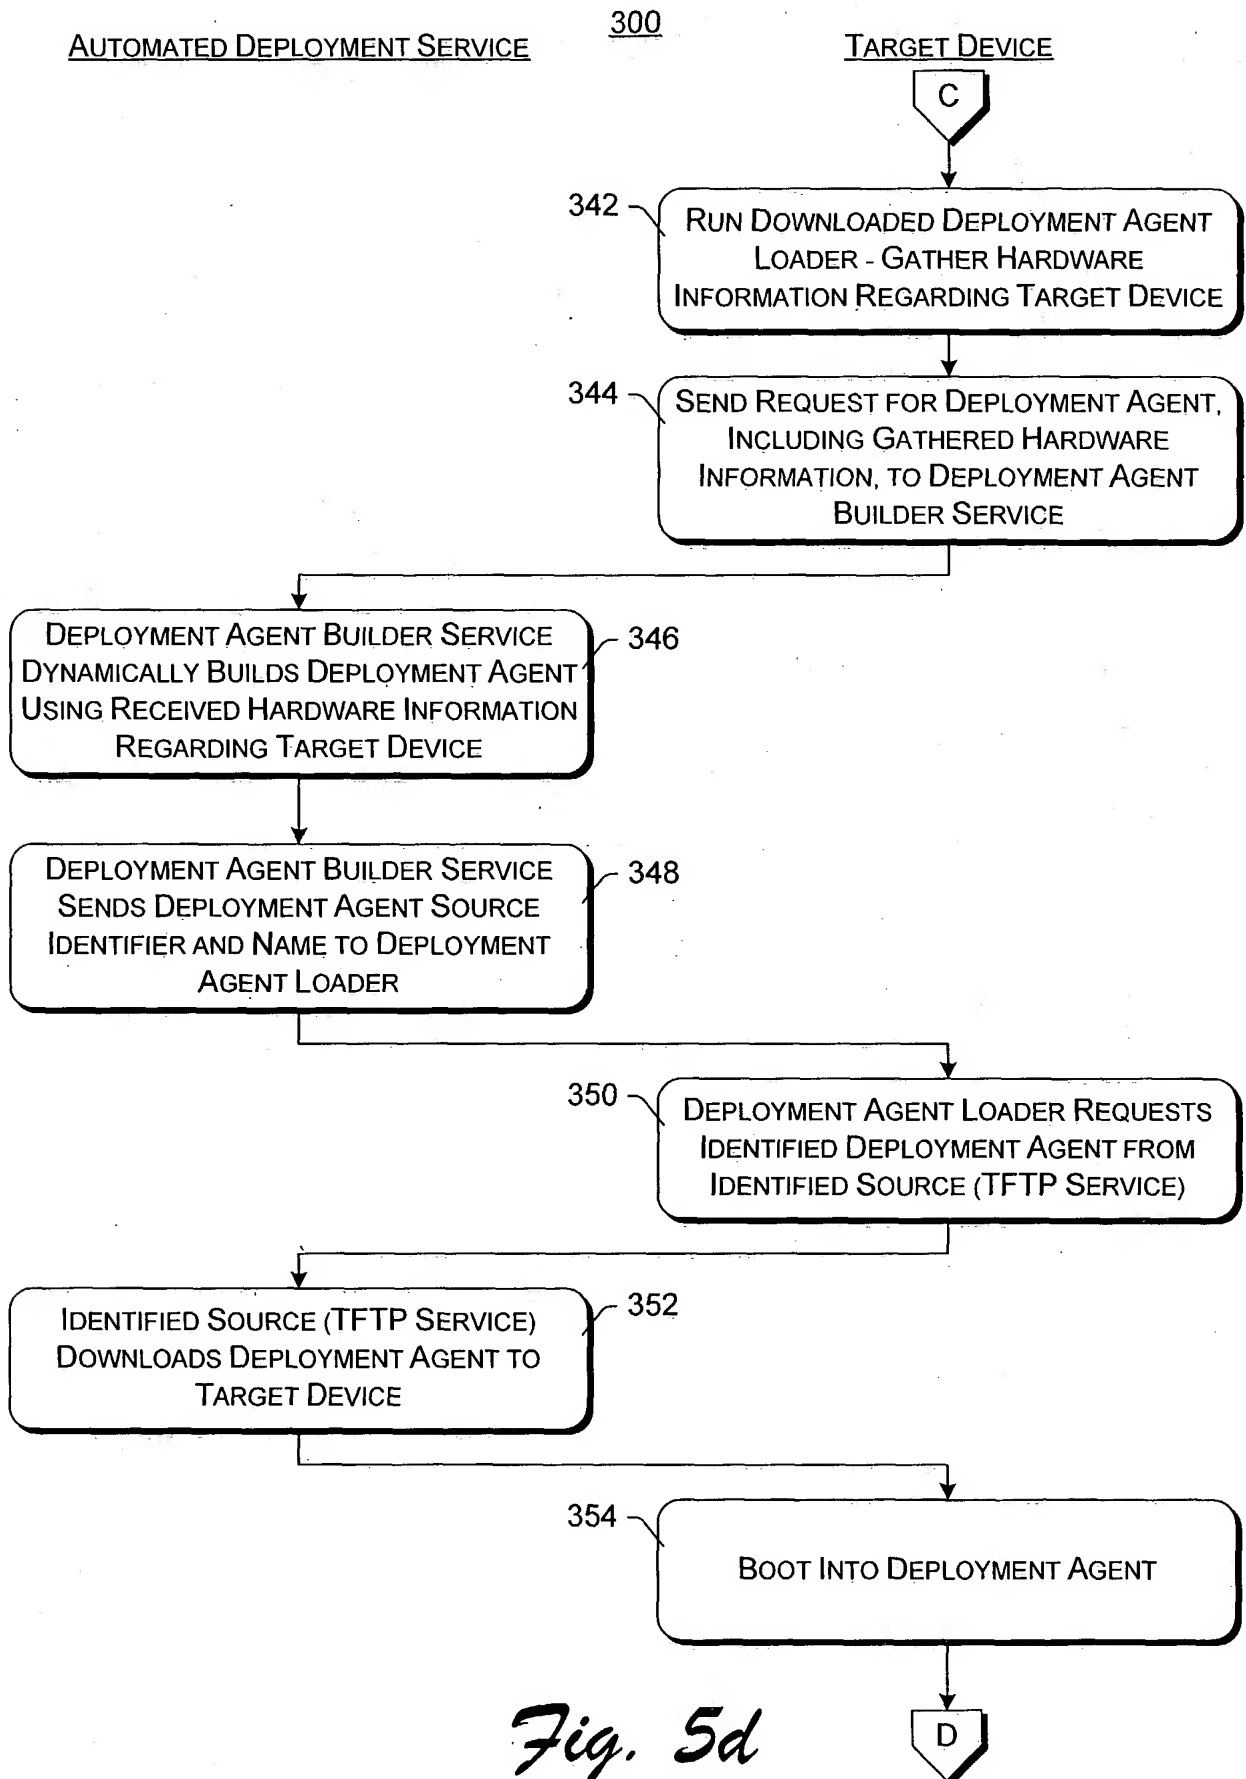 300
AUTOMATED DEPLOYMENT SERVICE
TARGET DEVICE
C
342
RUN DOWNLOADED DEPLOYMENT AGENT
LOADER - GATHER HARDWARE
INFORMATION REGARDING TARGET DEVICE
344
SEND REQUEST FOR DEPLOYMENT AGENT,
INCLUDING GATHERED HARDWARE
INFORMATION, TO DEPLOYMENT AGENT
BUILDER SERVICE
DEPLOYMENT AGENT BUILDER SERVICE
DYNAMICALLY BUILDS DEPLOYMENT AGENT
USING RECEIVED HARDWARE INFORMATION
REGARDING TARGET DEVICE
346
DEPLOYMENT AGENT BUILDER SERVICE
SENDS DEPLOYMENT AGENT SOURCE
IDENTIFIER AND NAME TO DEPLOYMENT
AGENT LOADER
348
350
DEPLOYMENT AGENT LOADER REQUESTS
IDENTIFIED DEPLOYMENT AGENT FROM
IDENTIFIED SOURCE (TFTP SERVICE)
IDENTIFIED SOURCE (TFTP SERVICE)
DOWNLOADS DEPLOYMENT AGENT TO
TARGET DEVICE
352
354
BOOT INTO DEPLOYMENT AGENT
D
Fig. 5d